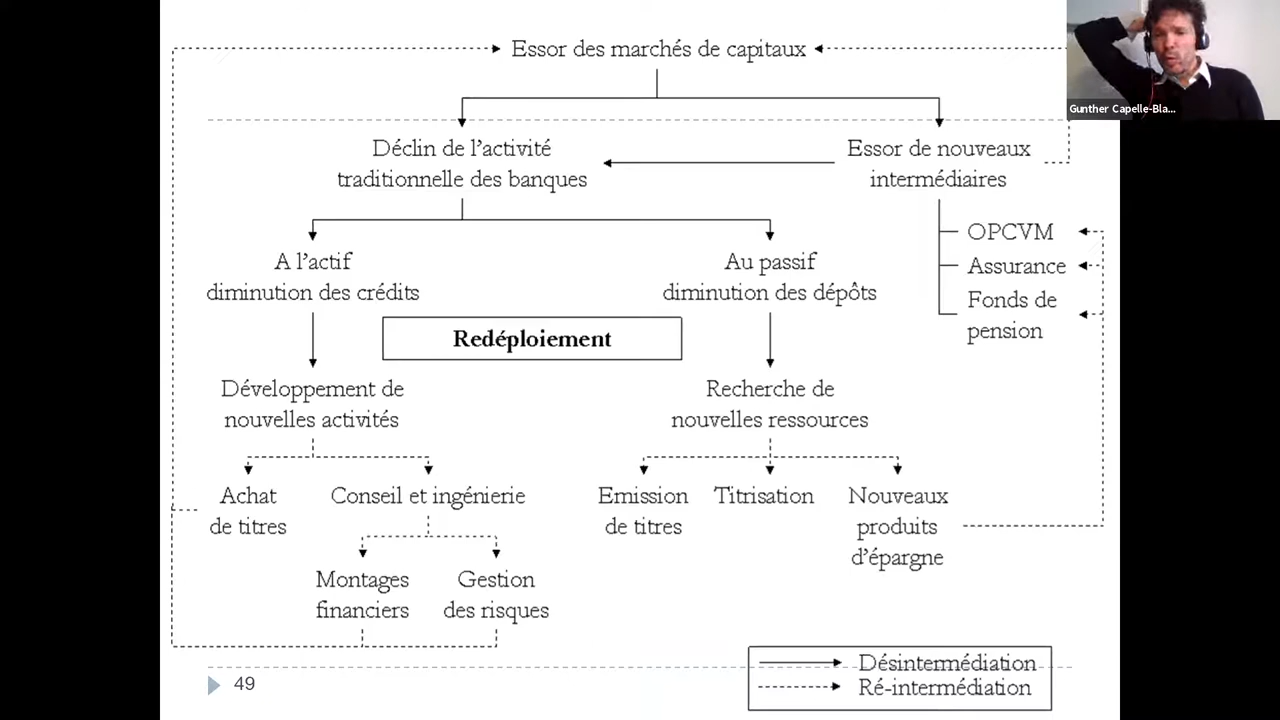 Essor des marchés de capitaux
Gunther Capelle-Bla...
Déclin de l'activité
traditionnelle des banques
Essor de nouveaux
intermédiaires
OPCVM
Assurance
Fonds de
pension
A l'actif
diminution des crédits
Au passif
diminution des dépôts
Redéploiement
Développement de
nouvelles activités
Recherche de
nouvelles ressources
Achat
de titres
Conseil et ingénierie
Emission
de titres
Titrisation
Nouveaux
produits
d'épargne
Montages
financiers
Gestion
des risques
Désintermédiation
Ré-intermédiation
49